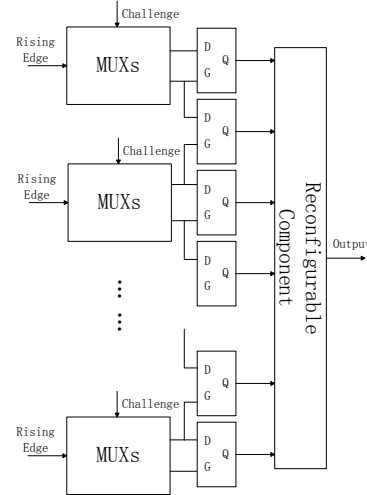 Challenge
Rising
Edge
MUXs
D
G
Q
D
G
Q
Challenge
Rising
Edge
MUXs
D
G
Q
D
G
Q
Reconfigurable
Component
Output
Challenge
Rising
Edge
MUXs
D
G
Q
D
G
Q